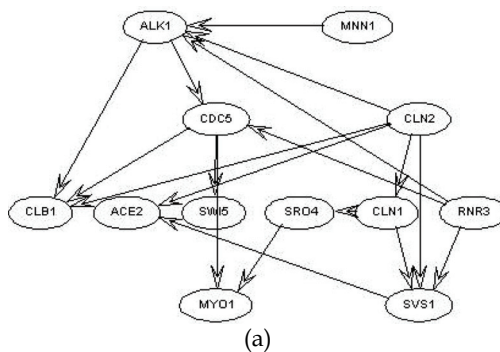 ALK1 MNN1
CDC5 CLN2
CLB1 ACE2 SWI5 SRO4 CLN1 RNR3
MYO1 SVS1
(a)